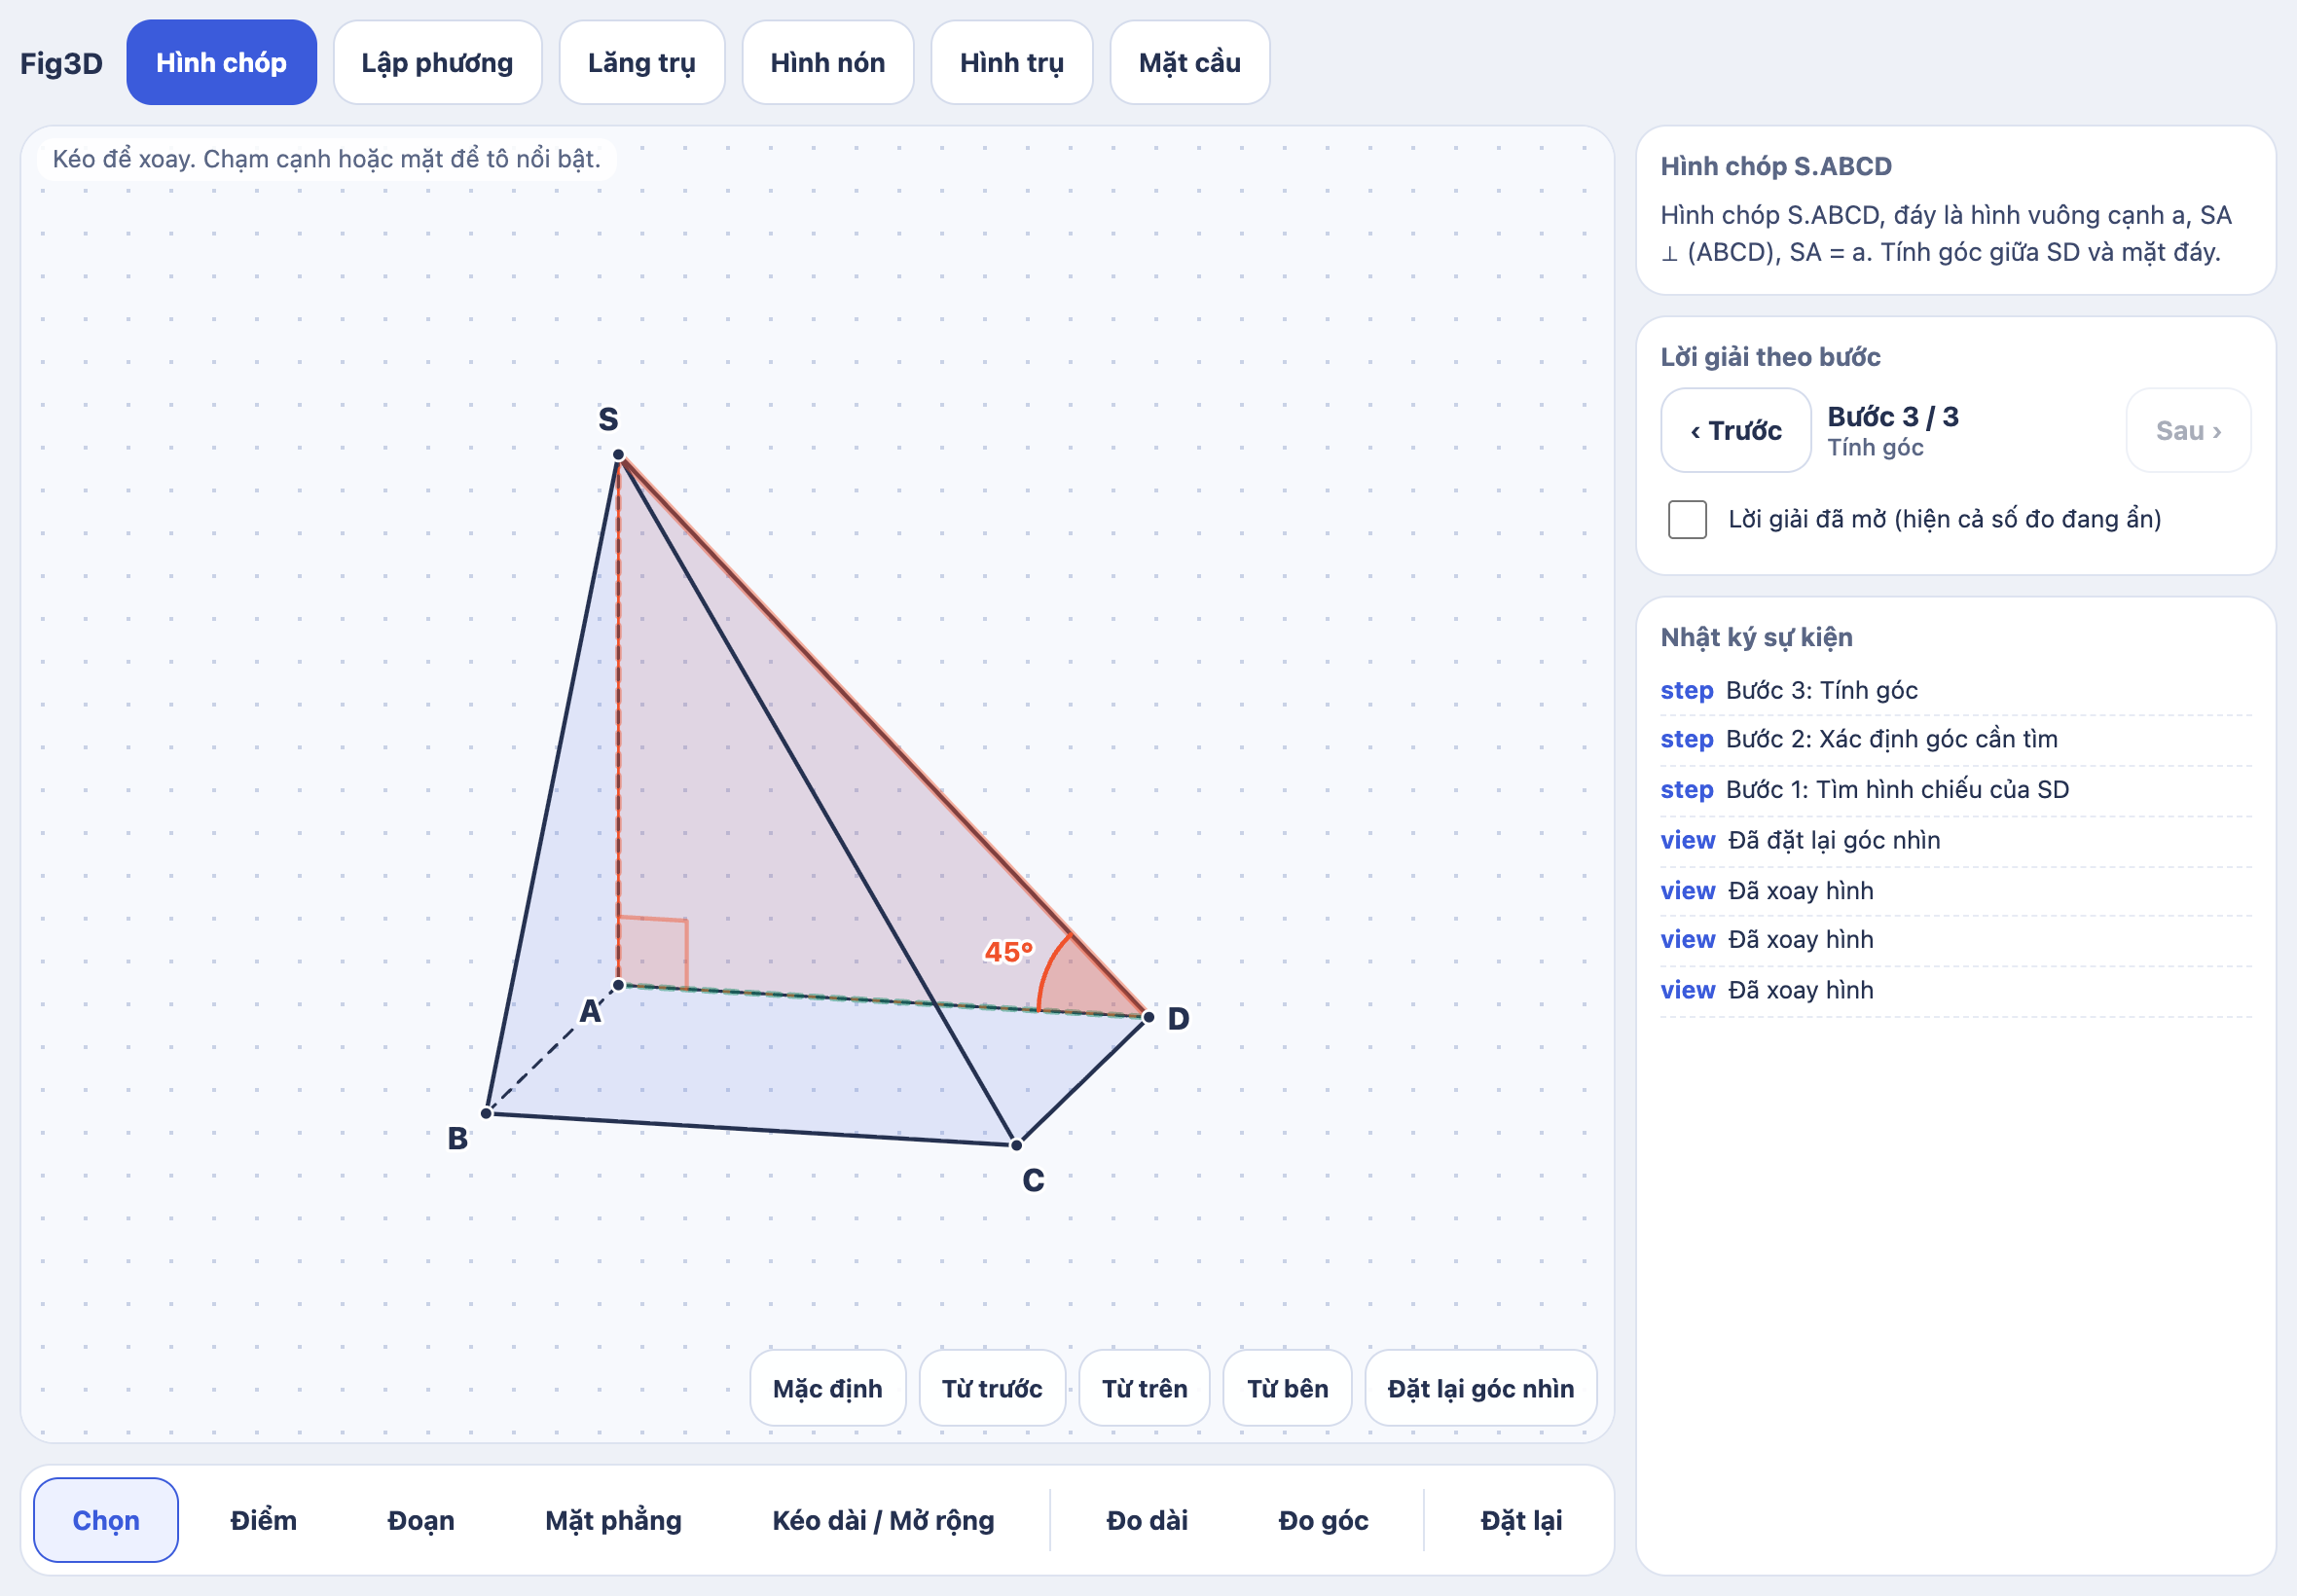 Fig3D
Hình chóp
Lập phương
Lăng trụ
Hình nón
Hình trụ
Mặt cầu
Kéo để xoay. Chạm cạnh hoặc mặt để tô nổi bật.
S
45°
A
D
B
C
Mặc định
Từ trước
Từ trên
Từ bên
Đặt lại góc nhìn
Chọn
Điểm
Đoạn
Mặt phẳng
Kéo dài / Mở rộng
Đo dài
Đo góc
Đặt lại
Hình chóp S.ABCD
Hình chóp S.ABCD, đáy là hình vuông cạnh a, SA
⊥ (ABCD), SA = a. Tính góc giữa SD và mặt đáy.
Lời giải theo bước
‹ Trước
Bước 3 / 3
Tính góc
Sau ›
Lời giải đã mở (hiện cả số đo đang ẩn)
Nhật ký sự kiện
step Bước 3: Tính góc
step Bước 2: Xác định góc cần tìm
step Bước 1: Tìm hình chiếu của SD
view Đã đặt lại góc nhìn
view Đã xoay hình
view Đã xoay hình
view Đã xoay hình